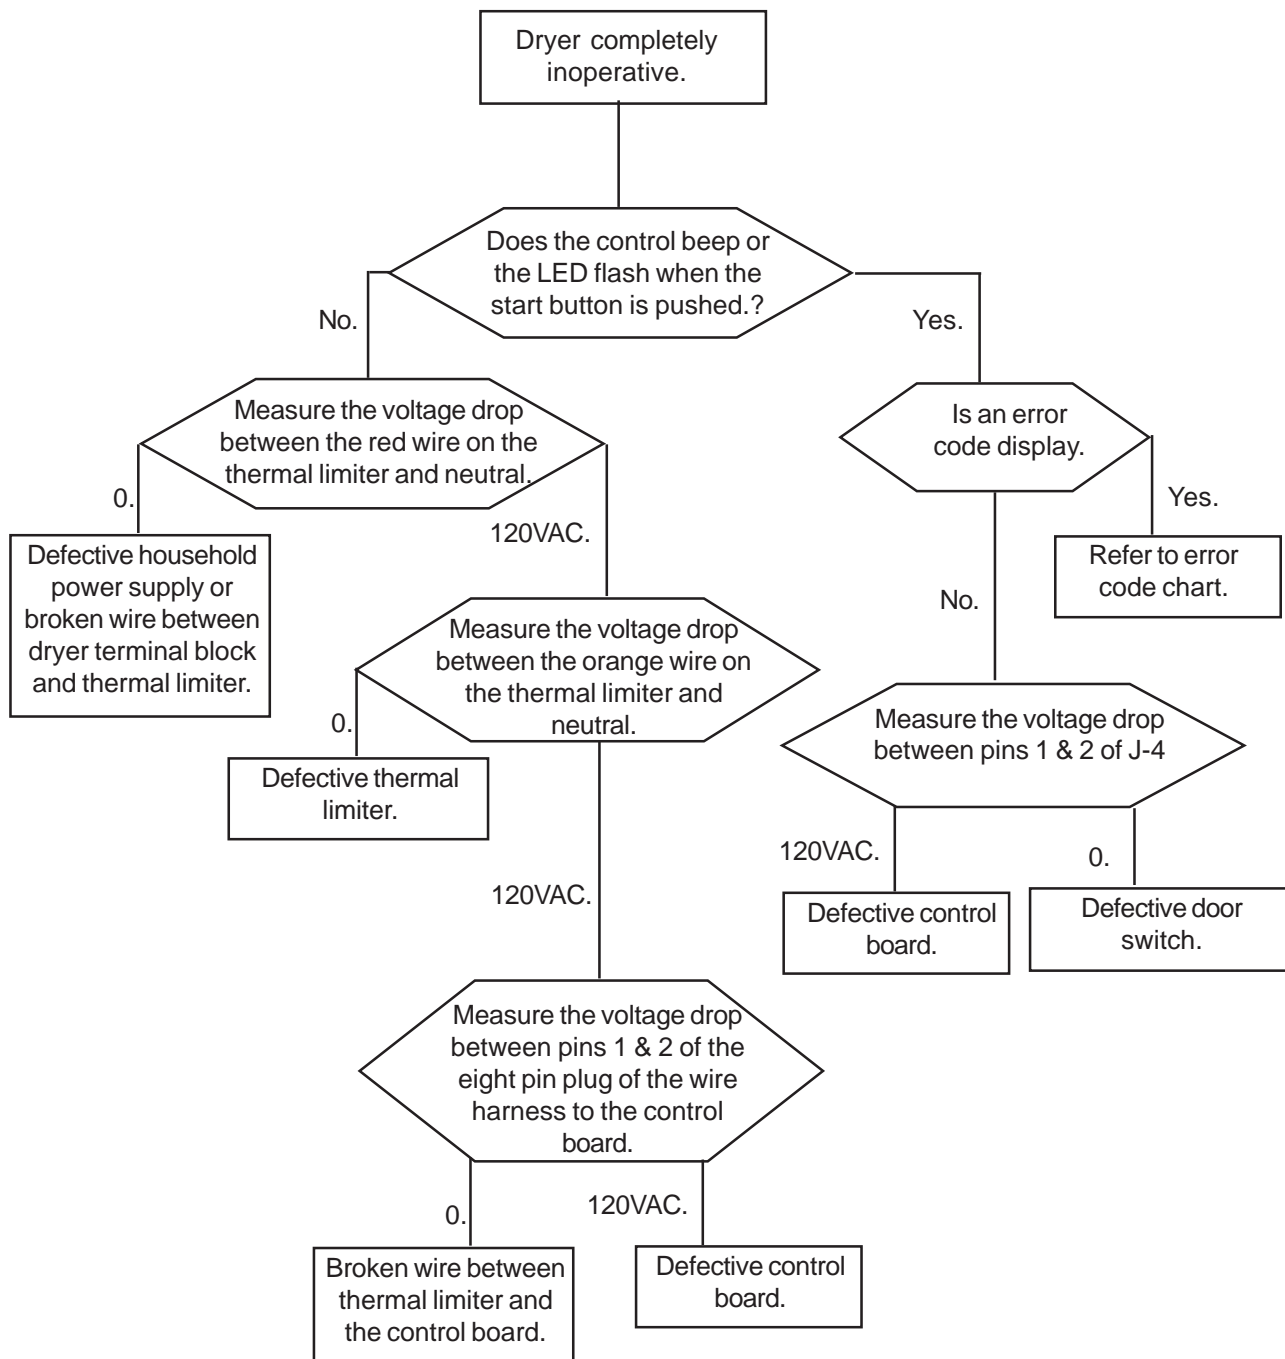 Dryer completely
inoperative.
Does the control beep or
the LED flash when the
start button is pushed.?
No.
Yes.
Measure the voltage drop
between the red wire on the
thermal limiter and neutral.
Is an error
code display.
0.
120VAC.
Yes.
Defective household
power supply or
broken wire between
dryer terminal block
and thermal limiter.
Refer to error
code chart.
No.
Measure the voltage drop
between the orange wire on
the thermal limiter and
neutral.
Measure the voltage drop
between pins 1 & 2 of J-4
0.
Defective thermal
limiter.
120VAC.
120VAC.
0.
Defective control
board.
Defective door
switch.
Measure the voltage drop
between pins 1 & 2 of the
eight pin plug of the wire
harness to the control
board.
0.
120VAC.
Broken wire between
thermal limiter and
the control board.
Defective control
board.